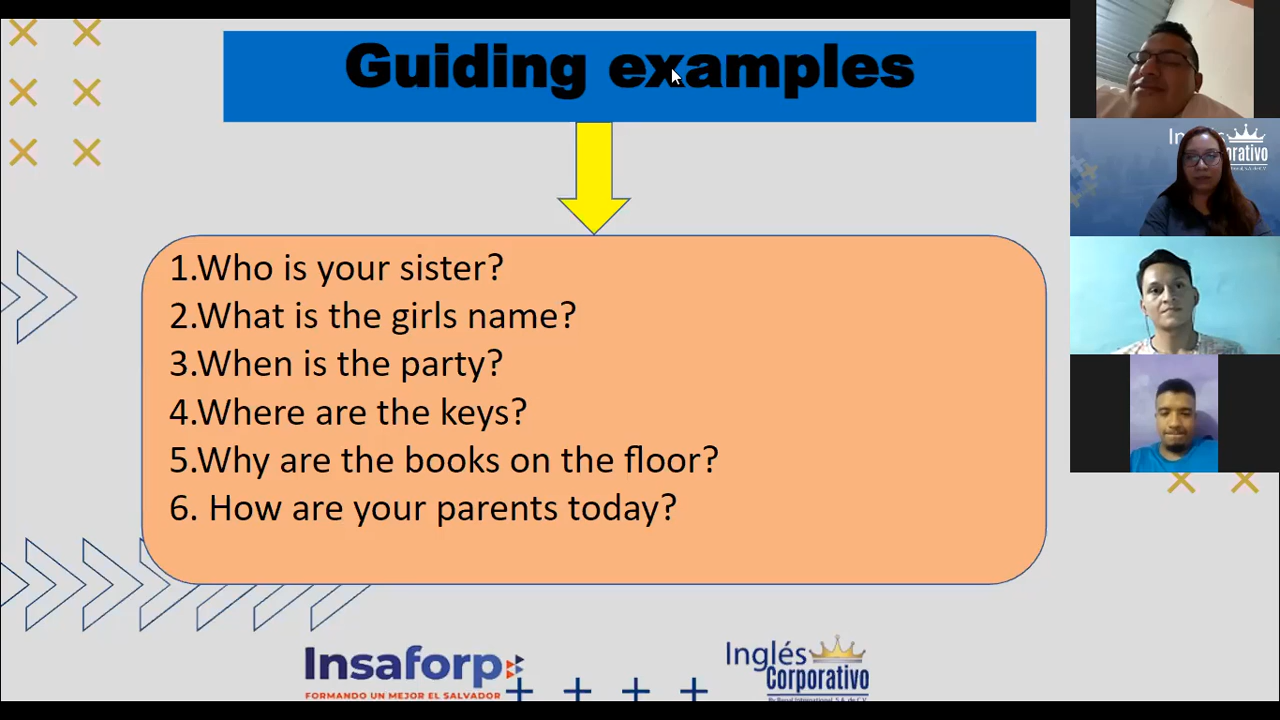 Guiding examples
1.Who is your sister?
2.What is the girls name?
3.When is the party?
4.Where are the keys?
5.Why are the books on the floor?
6. How are your parents today?
Insaforp
FORMANDO UN MEJOR EL SALVADOR
Inglés
Corporativo